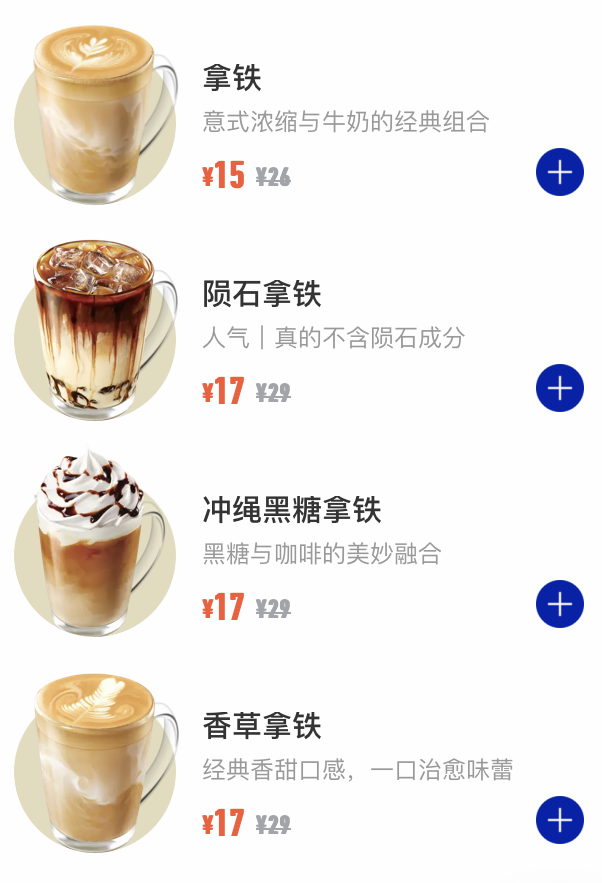 拿铁
意式浓缩与牛奶的经典组合
¥15 ¥26
陨石拿铁
人气｜真的不含陨石成分
¥17 ¥29
冲绳黑糖拿铁
黑糖与咖啡的美妙融合
¥17 ¥29
香草拿铁
经典香甜口感，一口治愈味蕾
¥17 ¥29